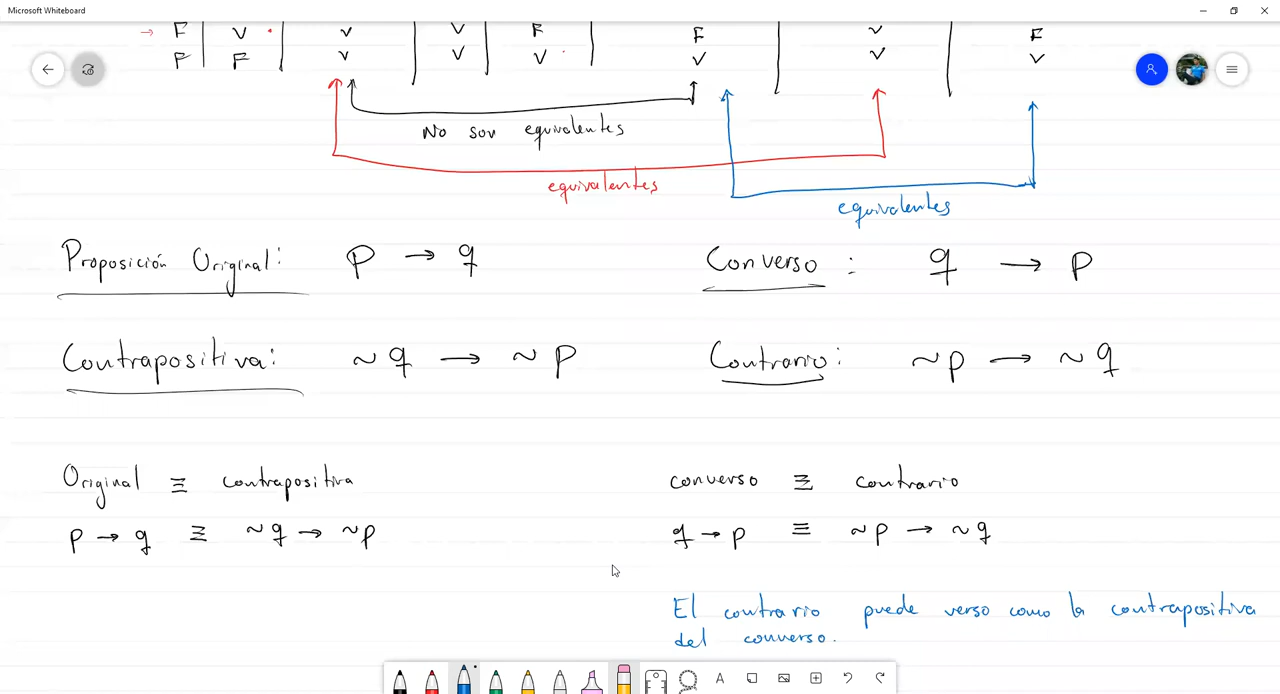 Microsoft Whiteboard
→ F V v V F F v F
F F v V V V v V
No son equivalentes
equivalentes
equivalentes
Proposición Original: p → q
Converso : q → p
Contrapositiva: ~ q → ~ p
Contrario: ~p → ~ q
Original ≡ contrapositiva
converso ≡ contrario
p → q ≡ ~ q → ~p
q → p ≡ ~p → ~q
El contrario puede verso como la contrapositiva
del converso.
A